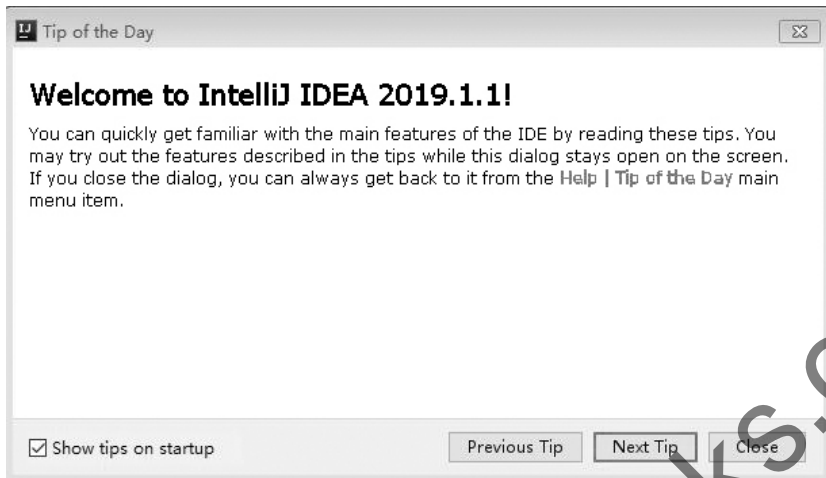 IJ Tip of the Day
Welcome to IntelliJ IDEA 2019.1.1!
You can quickly get familiar with the main features of the IDE by reading these tips. You
may try out the features described in the tips while this dialog stays open on the screen.
If you close the dialog, you can always get back to it from the Help | Tip of the Day main
menu item.
Show tips on startup Previous Tip Next Tip Close